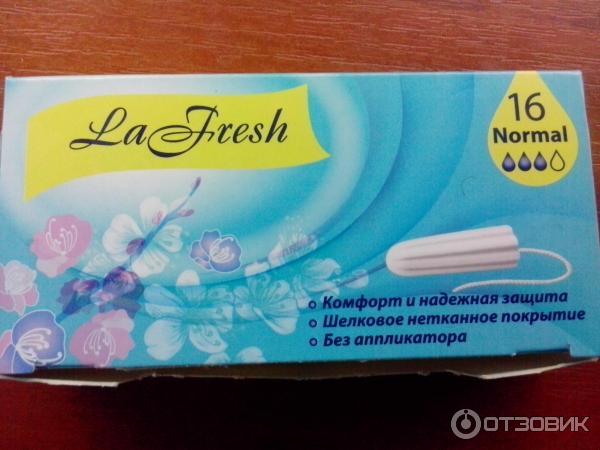 La Fresh
16
Normal
Комфорт и надежная защита
Шелковое нетканное покрытие
Без аппликатора
ОТЗОВИК